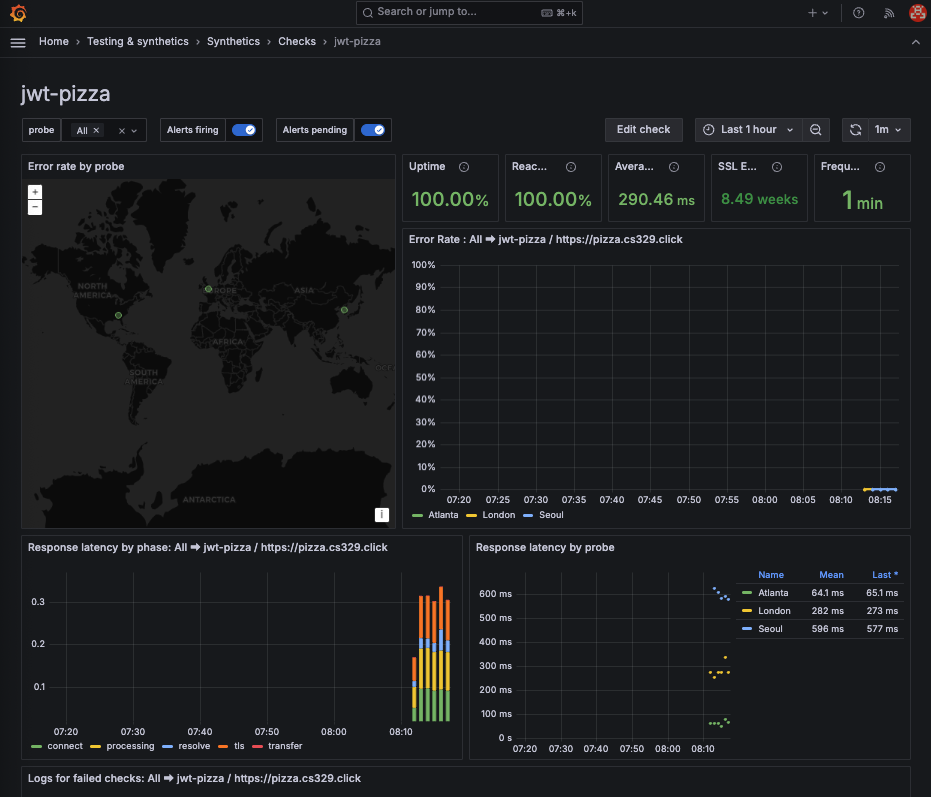 Search or jump to...
⌘+k
Home › Testing & synthetics › Synthetics › Checks › jwt-pizza
jwt-pizza
probe All × × Alerts firing Alerts pending
Edit check Last 1 hour 1m
Error rate by probe
+
−
NORTH AMERICA
EUROPE
ASIA
AFRICA
SOUTH AMERICA
ANTARCTICA
i
Uptime
100.00%
Reac...
100.00%
Avera...
290.46 ms
SSL E...
8.49 weeks
Frequ...
1 min
Error Rate : All ➡ jwt-pizza / https://pizza.cs329.click
100%
90%
80%
70%
60%
50%
40%
30%
20%
10%
0%
07:20 07:25 07:30 07:35 07:40 07:45 07:50 07:55 08:00 08:05 08:10 08:15
Atlanta London Seoul
Response latency by phase: All ➡ jwt-pizza / https://pizza.cs329.click
0.3
0.2
0.1
07:20 07:30 07:40 07:50 08:00 08:10
connect processing resolve tls transfer
Response latency by probe
600 ms
500 ms
400 ms
300 ms
200 ms
100 ms
0 s
07:20 07:30 07:40 07:50 08:00 08:10
Name Mean Last *
Atlanta 64.1 ms 65.1 ms
London 282 ms 273 ms
Seoul 596 ms 577 ms
Logs for failed checks: All ➡ jwt-pizza / https://pizza.cs329.click